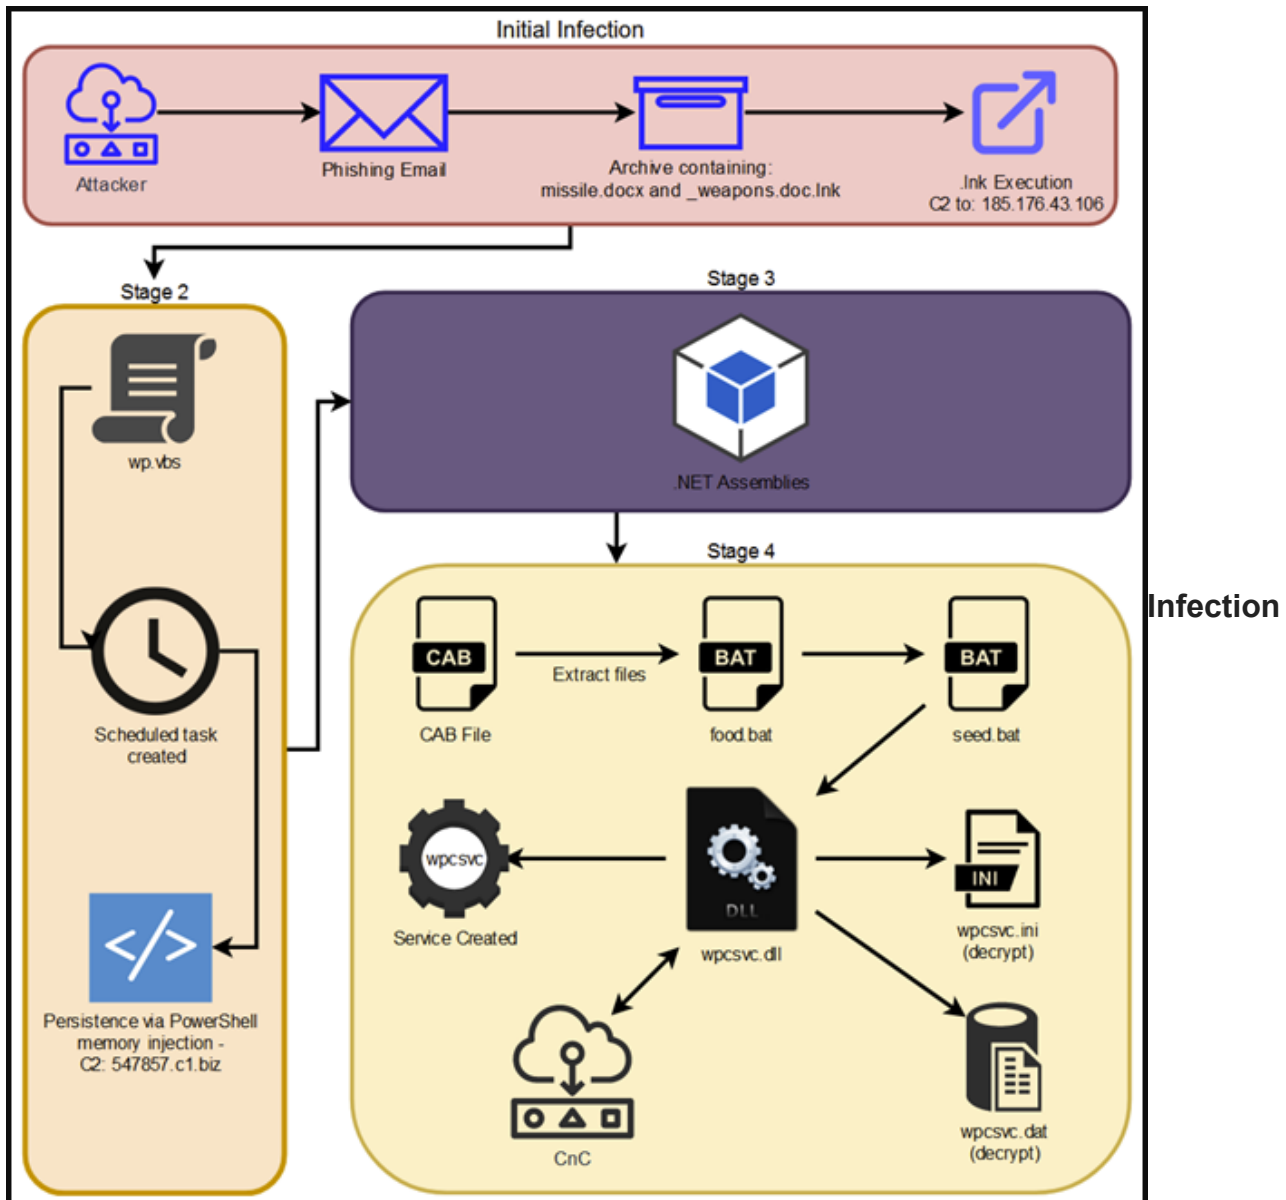 Initial Infection
Attacker
Phishing Email
Archive containing:
missile.docx and _weapons.doc.lnk
.lnk Execution
C2 to: 185.176.43.106
Stage 2
wp.vbs
Scheduled task
created
Persistence via PowerShell
memory injection -
C2: 547857.c1.biz
Stage 3
.NET Assemblies
Stage 4
CAB
CAB File
Extract files
BAT
food.bat
BAT
seed.bat
wpcsvc
Service Created
DLL
wpcsvc.dll
INI
wpcsvc.ini
(decrypt)
CnC
wpcsvc.dat
(decrypt)
Infection